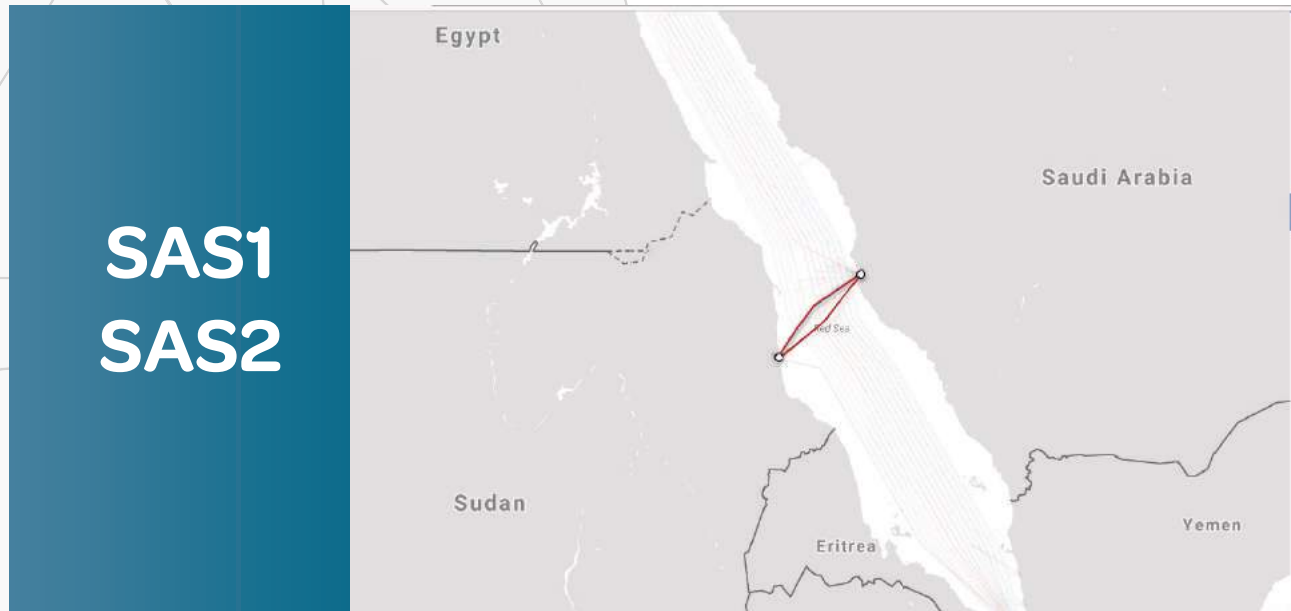 SAS1
SAS2
Egypt
Saudi Arabia
Red Sea
Sudan
Eritrea
Yemen